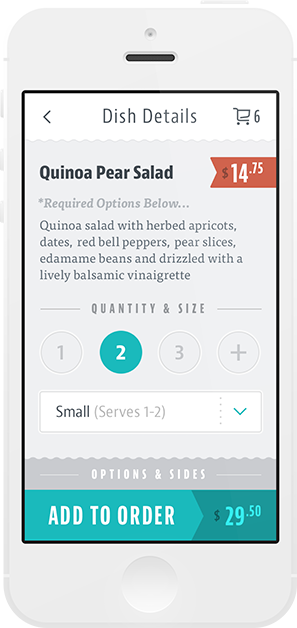 Dish Details
6
Quinoa Pear Salad
$14.75
*Required Options Below...
Quinoa salad with herbed apricots,
dates, red bell peppers, pear slices,
edamame beans and drizzled with a
lively balsamic vinaigrette
QUANTITY & SIZE
1 2 3 +
Small (Serves 1-2)
OPTIONS & SIDES
ADD TO ORDER $29.50